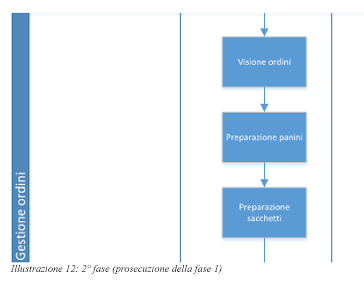 Visione ordini
Preparazione panini
Preparazione
sacchetti
Gestione ordini
Illustrazione 12: 2° fase (prosecuzione della fase 1)